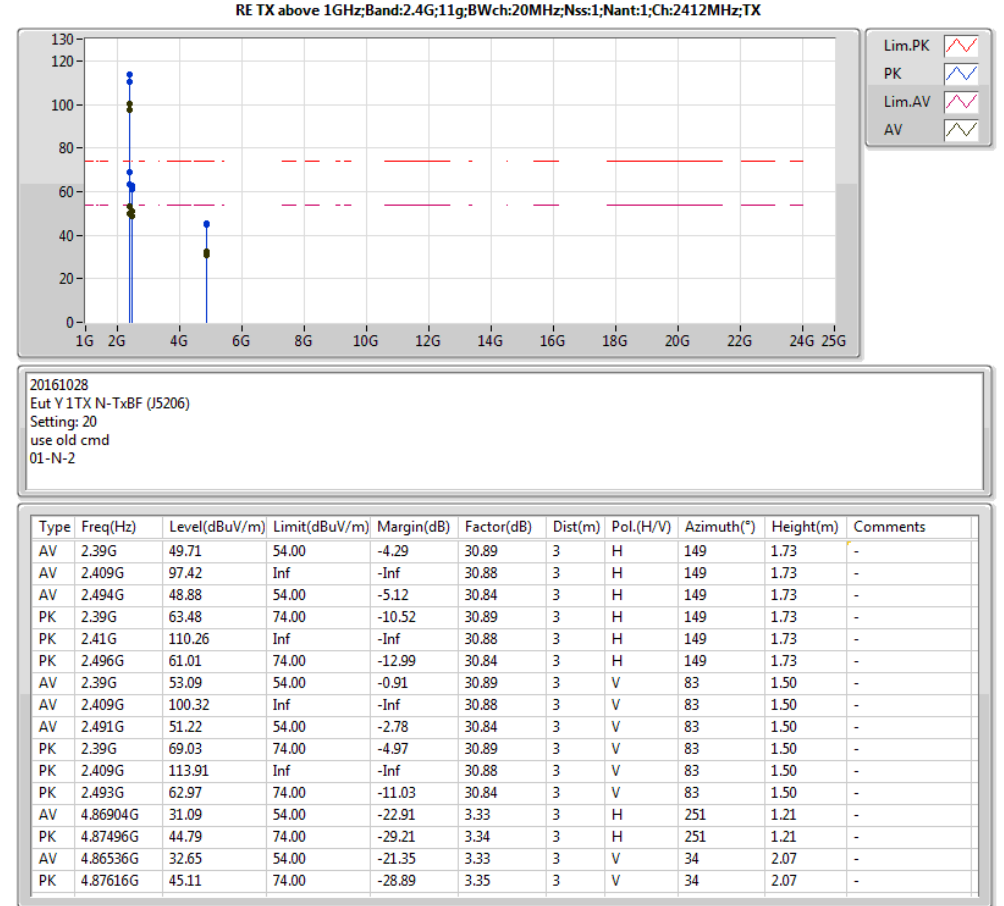 RE TX above 1GHz;Band:2.4G;11g;BWch:20MHz;Nss:1;Nant:1;Ch:2412MHz;TX
130
120
100
80
60
40
20
0
1G 2G 4G 6G 8G 10G 12G 14G 16G 18G 20G 22G 24G 25G
Lim.PK
PK
Lim.AV
AV
20161028
Eut Y 1TX N-TxBF (J5206)
Setting: 20
use old cmd
01-N-2
Type Freq(Hz) Level(dBuV/m) Limit(dBuV/m) Margin(dB) Factor(dB) Dist(m) Pol.(H/V) Azimuth(°) Height(m) Comments
AV 2.39G 49.71 54.00 -4.29 30.89 3 H 149 1.73 -
AV 2.409G 97.42 Inf -Inf 30.88 3 H 149 1.73 -
AV 2.494G 48.88 54.00 -5.12 30.84 3 H 149 1.73 -
PK 2.39G 63.48 74.00 -10.52 30.89 3 H 149 1.73 -
PK 2.41G 110.26 Inf -Inf 30.88 3 H 149 1.73 -
PK 2.496G 61.01 74.00 -12.99 30.84 3 H 149 1.73 -
AV 2.39G 53.09 54.00 -0.91 30.89 3 V 83 1.50 -
AV 2.409G 100.32 Inf -Inf 30.88 3 V 83 1.50 -
AV 2.491G 51.22 54.00 -2.78 30.84 3 V 83 1.50 -
PK 2.39G 69.03 74.00 -4.97 30.89 3 V 83 1.50 -
PK 2.409G 113.91 Inf -Inf 30.88 3 V 83 1.50 -
PK 2.493G 62.97 74.00 -11.03 30.84 3 V 83 1.50 -
AV 4.86904G 31.09 54.00 -22.91 3.33 3 H 251 1.21 -
PK 4.87496G 44.79 74.00 -29.21 3.34 3 H 251 1.21 -
AV 4.86536G 32.65 54.00 -21.35 3.33 3 V 34 2.07 -
PK 4.87616G 45.11 74.00 -28.89 3.35 3 V 34 2.07 -